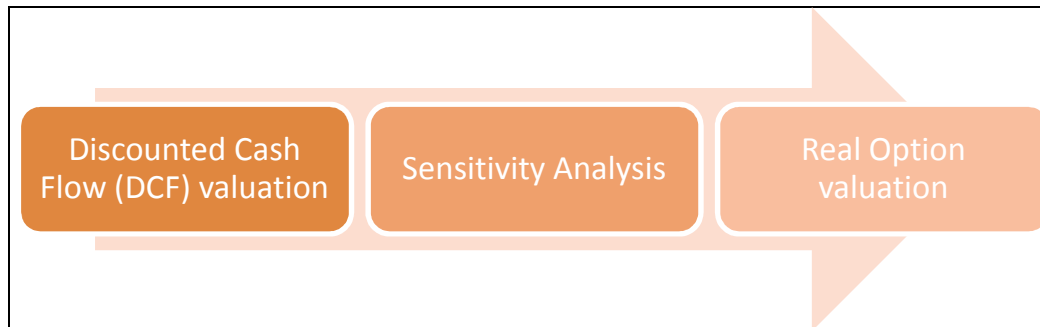 Discounted Cash
Flow (DCF) valuation
Sensitivity Analysis
Real Option
valuation